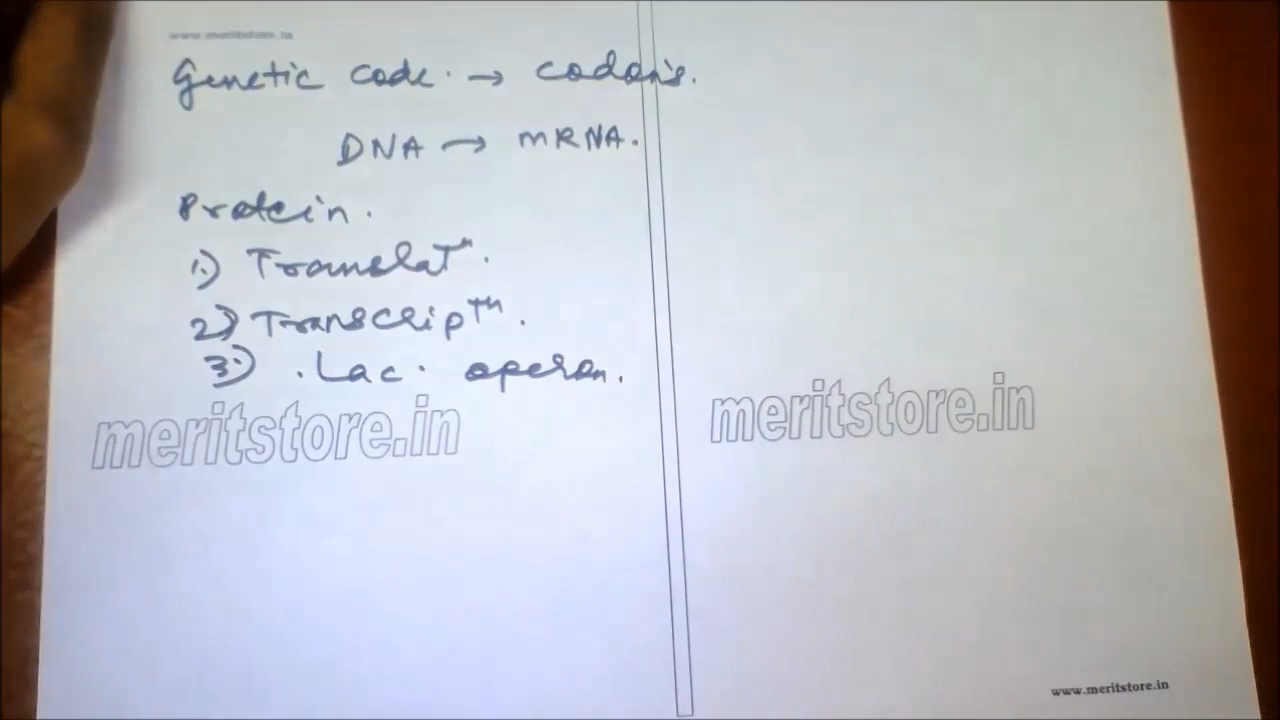 www.meritstore.in
Genetic code. → codon's.
DNA → mRNA.
Protein.
1.) Translatⁿ.
2) Transcripᵀⁿ.
3.) .Lac. operon.
meritstore.in
meritstore.in
www.meritstore.in